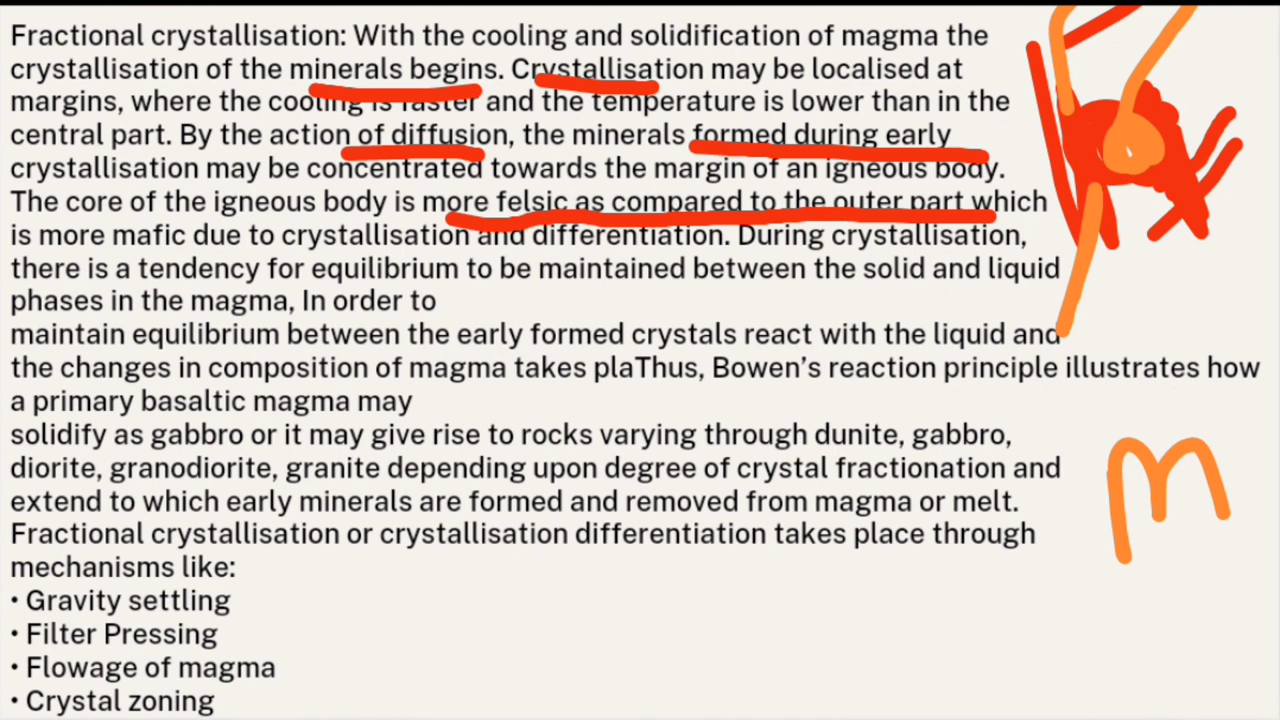 Fractional crystallisation: With the cooling and solidification of magma the
crystallisation of the minerals begins. Crystallisation may be localised at
margins, where the cooling is faster and the temperature is lower than in the
central part. By the action of diffusion, the minerals formed during early
crystallisation may be concentrated towards the margin of an igneous body.
The core of the igneous body is more felsic as compared to the outer part which
is more mafic due to crystallisation and differentiation. During crystallisation,
there is a tendency for equilibrium to be maintained between the solid and liquid
phases in the magma, In order to
maintain equilibrium between the early formed crystals react with the liquid and
the changes in composition of magma takes plaThus, Bowen’s reaction principle illustrates how
a primary basaltic magma may
solidify as gabbro or it may give rise to rocks varying through dunite, gabbro,
diorite, granodiorite, granite depending upon degree of crystal fractionation and
extend to which early minerals are formed and removed from magma or melt.
m
Fractional crystallisation or crystallisation differentiation takes place through
mechanisms like:
• Gravity settling
• Filter Pressing
• Flowage of magma
• Crystal zoning